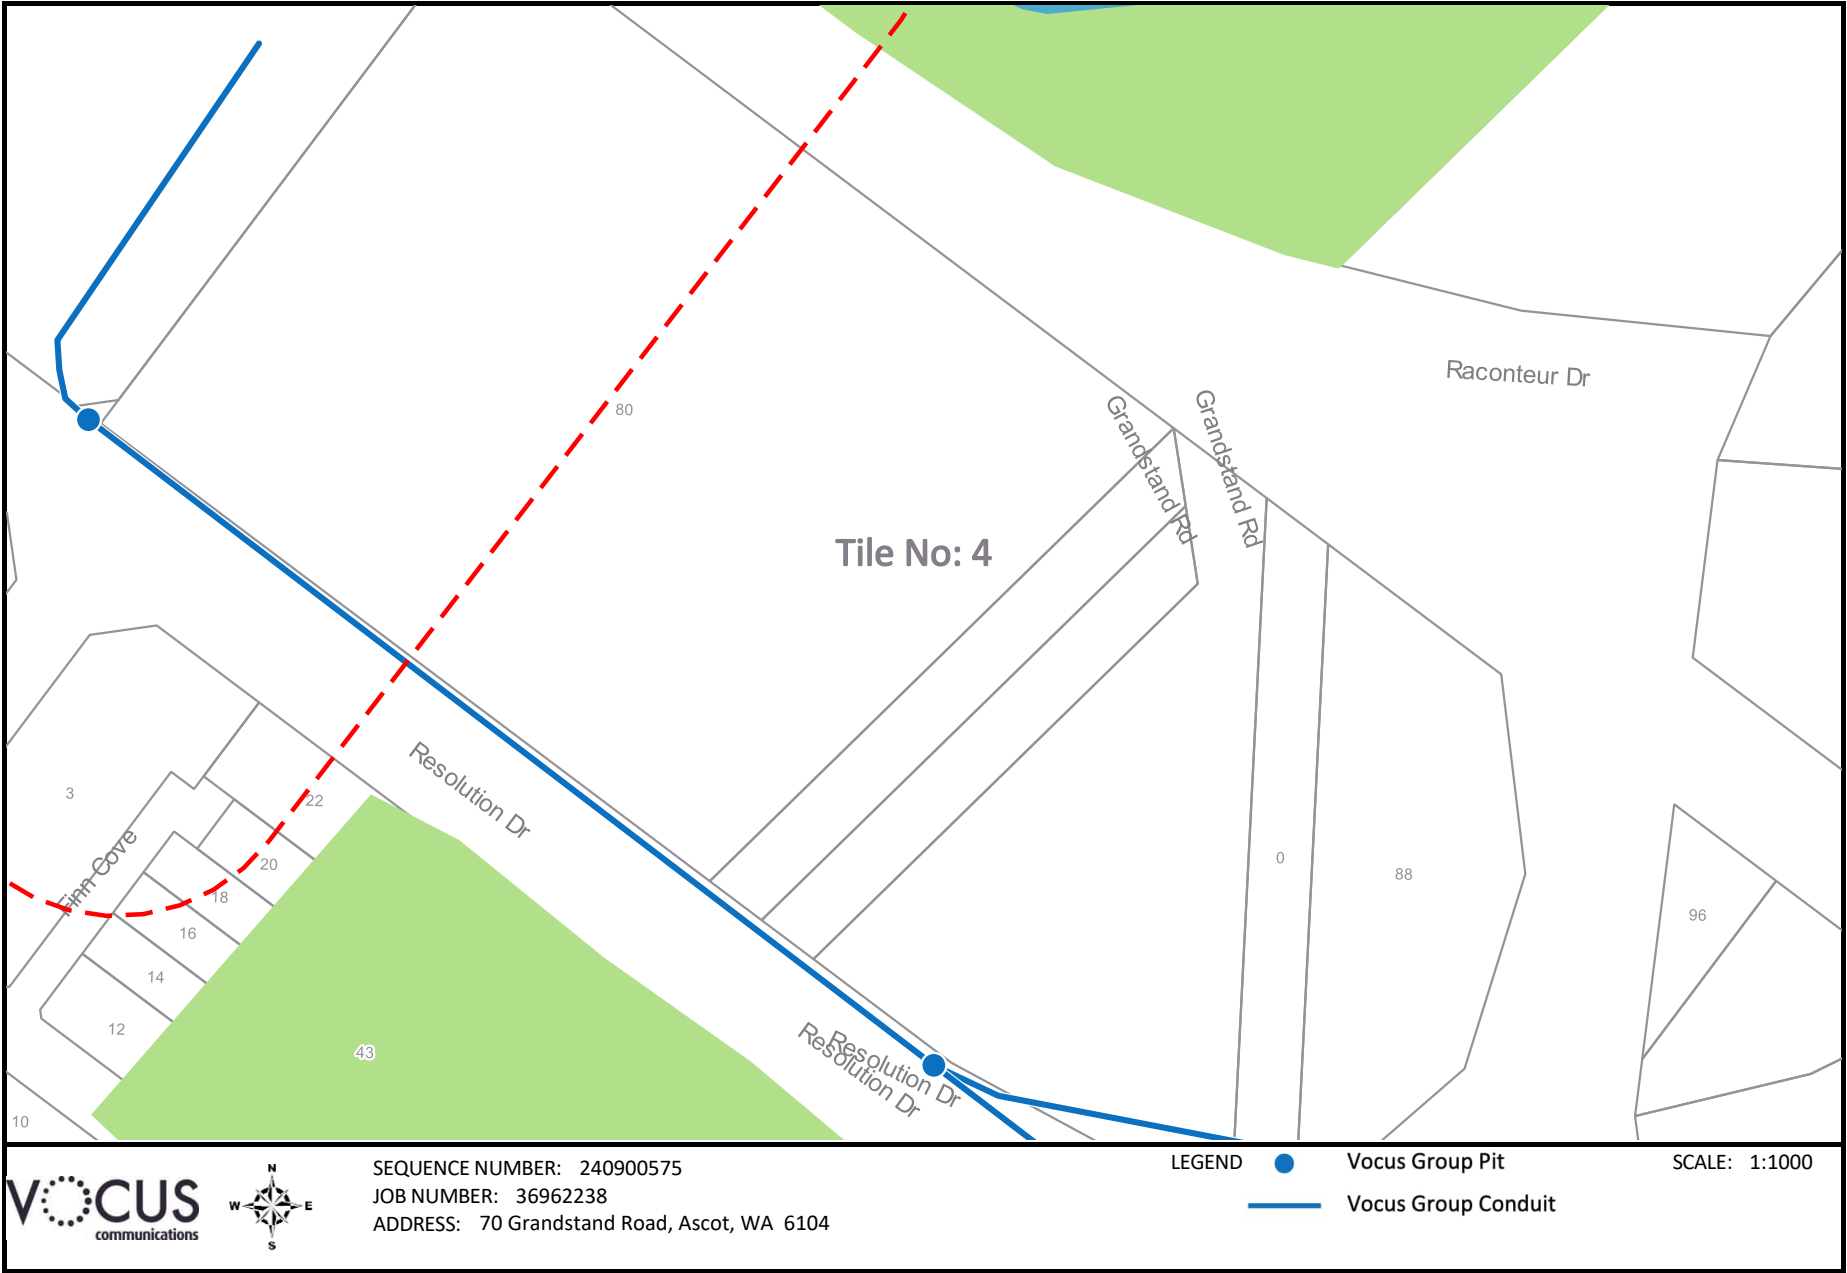 80
Raconteur Dr
Grandstand Rd
Grandstand Rd
Tile No: 4
Resolution Dr
3
22
Finn Cove
20
18
16
14
12
10
43
0
88
96
Resolution Dr
Resolution Dr
VOCUS
communications
N
W E
S
SEQUENCE NUMBER: 240900575
JOB NUMBER: 36962238
ADDRESS: 70 Grandstand Road, Ascot, WA 6104
LEGEND
Vocus Group Pit
Vocus Group Conduit
SCALE: 1:1000